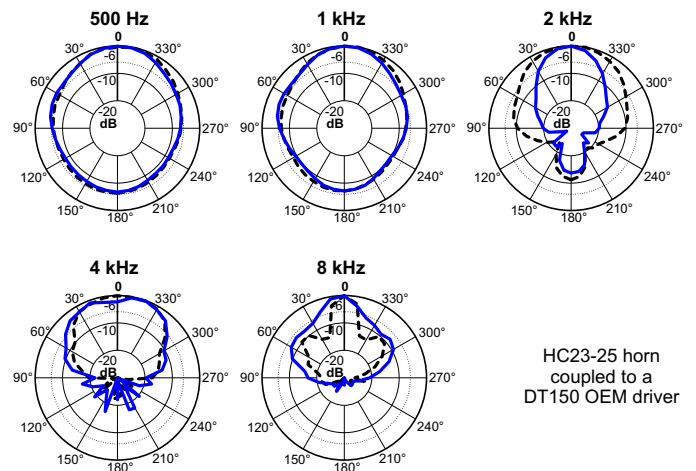 500 Hz 1 kHz 2 kHz
0 0 0
30° 330° 30° 330° 30° 330°
-6 -6 -6
60° 300° 60° 300° 60° 300°
-10 -10 -10
-20 -20 -20
dB dB dB
90° 270° 90° 270° 90° 270°
120° 240° 120° 240° 120° 240°
150° 210° 150° 210° 150° 210°
180° 180° 180°
4 kHz 8 kHz
0 0
30° 330° 30° 330°
-6 -6
60° 300° 60° 300°
-10 -10
-20 -20
dB dB
90° 270° 90° 270°
120° 240° 120° 240°
150° 210° 150° 210°
180° 180°
HC23-25 horn
coupled to a
DT150 OEM driver